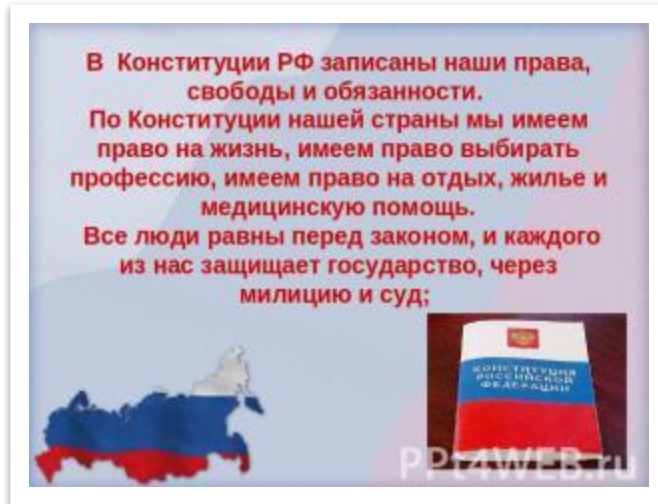 В Конституции РФ записаны наши права,
свободы и обязанности.
По Конституции нашей страны мы имеем
право на жизнь, имеем право выбирать
профессию, имеем право на отдых, жилье и
медицинскую помощь.
Все люди равны перед законом, и каждого
из нас защищает государство, через
милицию и суд;
КОНСТИТУЦИЯ
РОССИЙСКОЙ
ФЕДЕРАЦИИ
PPt4WEB.ru